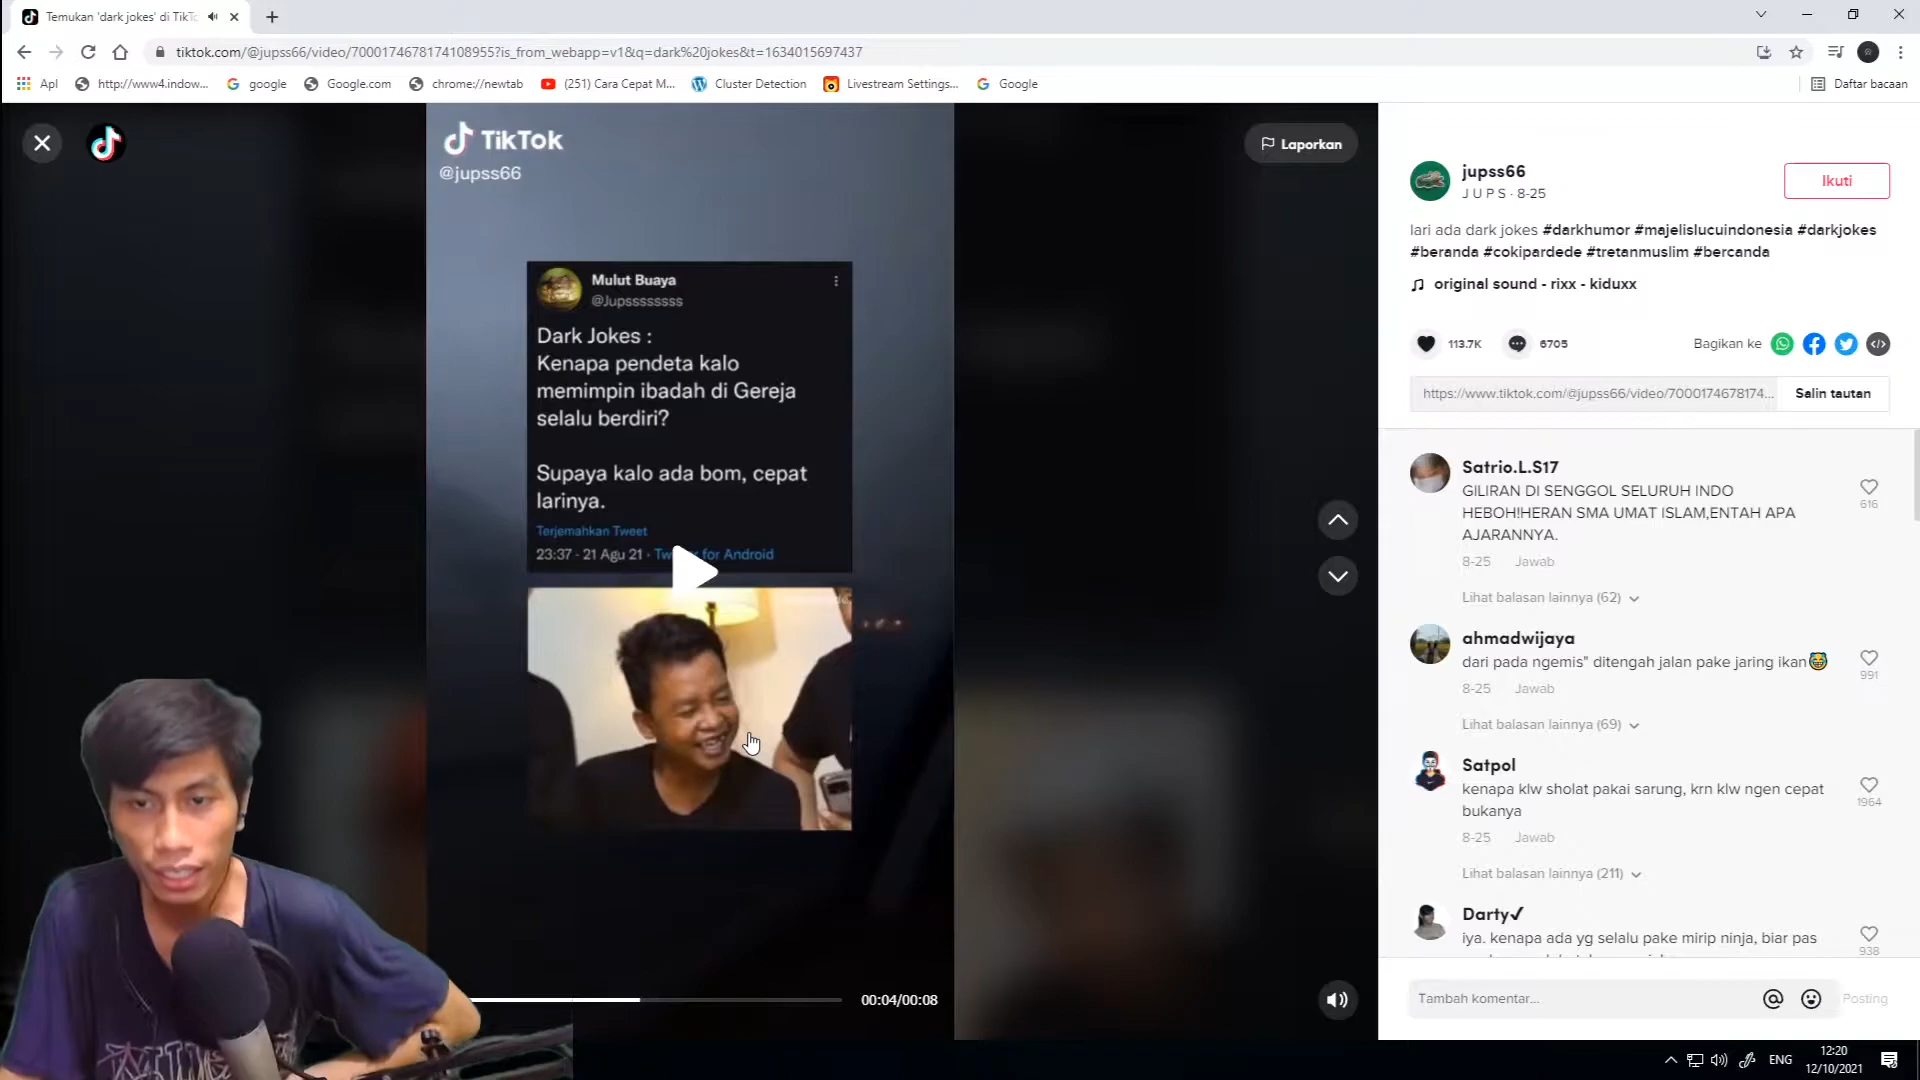 Temukan 'dark jokes' di TikTo
tiktok.com/@jupss66/video/7000174678174108955?is_from_webapp=v1&q=dark%20jokes&t=1634015697437
Apl
http://www4.indow...
google
Google.com
chrome://newtab
(251) Cara Cepat M...
Cluster Detection
Livestream Settings...
Google
Daftar bacaan
TikTok
@jupss66
Laporkan
Mulut Buaya
@Jupssssssss
Dark Jokes :
Kenapa pendeta kalo
memimpin ibadah di Gereja
selalu berdiri?
Supaya kalo ada bom, cepat
larinya.
Terjemahkan Tweet
23:37 · 21 Agu 21 · for Android
00:04/00:08
jupss66
J U P S · 8-25
Ikuti
lari ada dark jokes #darkhumor #majelislucuindonesia #darkjokes
#beranda #cokipardede #tretanmuslim #bercanda
original sound - rixx - kiduxx
113.7K
6705
Bagikan ke
https://www.tiktok.com/@jupss66/video/7000174678174...
Salin tautan
Satrio.L.S17
GILIRAN DI SENGGOL SELURUH INDO
HEBOH!HERAN SMA UMAT ISLAM,ENTAH APA
AJARANNYA.
616
8-25 Jawab
Lihat balasan lainnya (62)
ahmadwijaya
dari pada ngemis" ditengah jalan pake jaring ikan😹
991
8-25 Jawab
Lihat balasan lainnya (69)
Satpol
kenapa klw sholat pakai sarung, krn klw ngen cepat
bukanya
1964
8-25 Jawab
Lihat balasan lainnya (211)
Darty✓
iya. kenapa ada yg selalu pake mirip ninja, biar pas
938
Tambah komentar...
Posting
ENG
12:20
12/10/2021